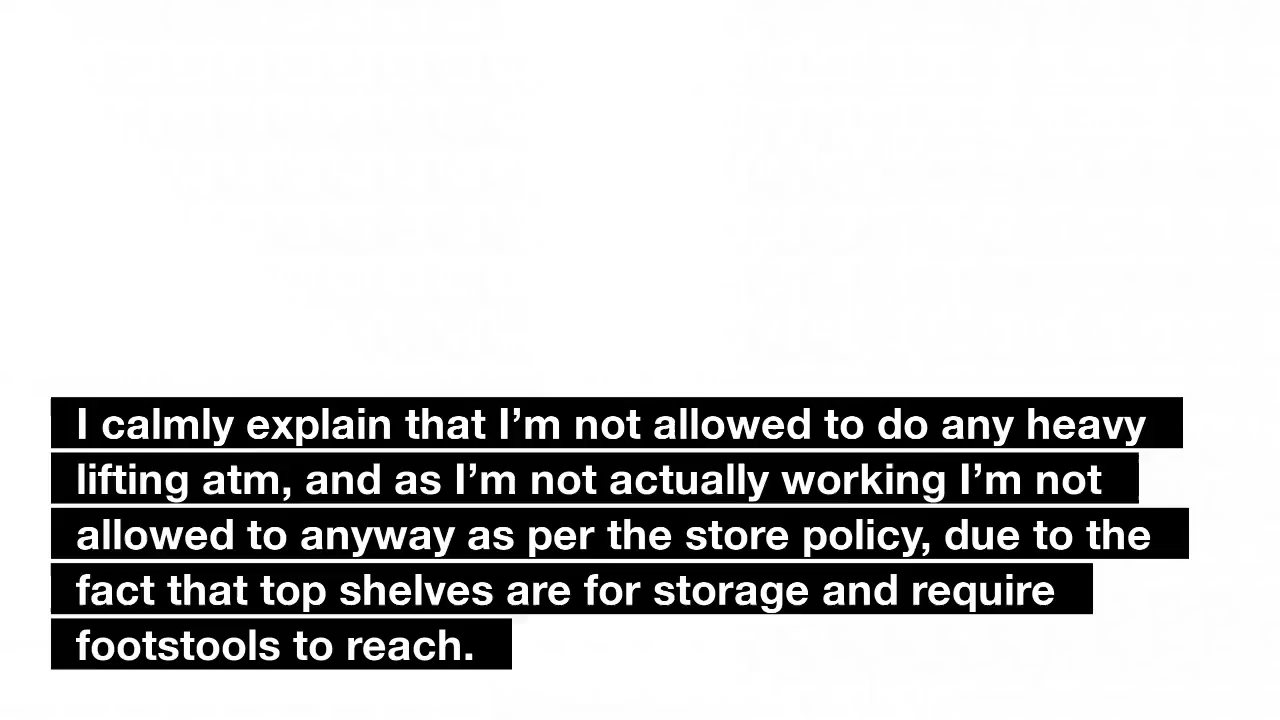 I calmly explain that I’m not allowed to do any heavy
lifting atm, and as I’m not actually working I’m not
allowed to anyway as per the store policy, due to the
fact that top shelves are for storage and require
footstools to reach.